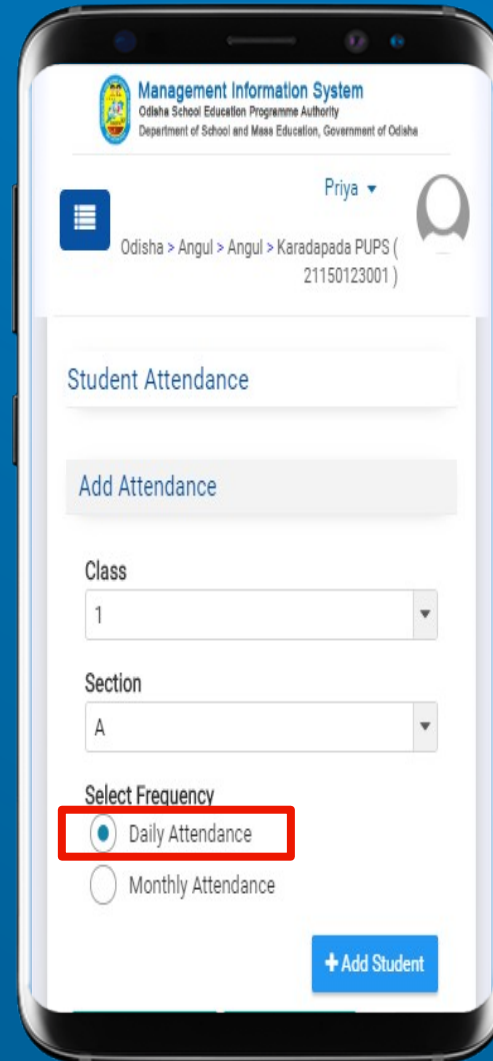 Management Information System
Odisha School Education Programme Authority
Department of School and Mass Education, Government of Odisha
Priya
Odisha > Angul > Angul > Karadapada PUPS (
21150123001 )
Student Attendance
Add Attendance
Class
1
Section
A
Select Frequency
Daily Attendance
Monthly Attendance
+ Add Student